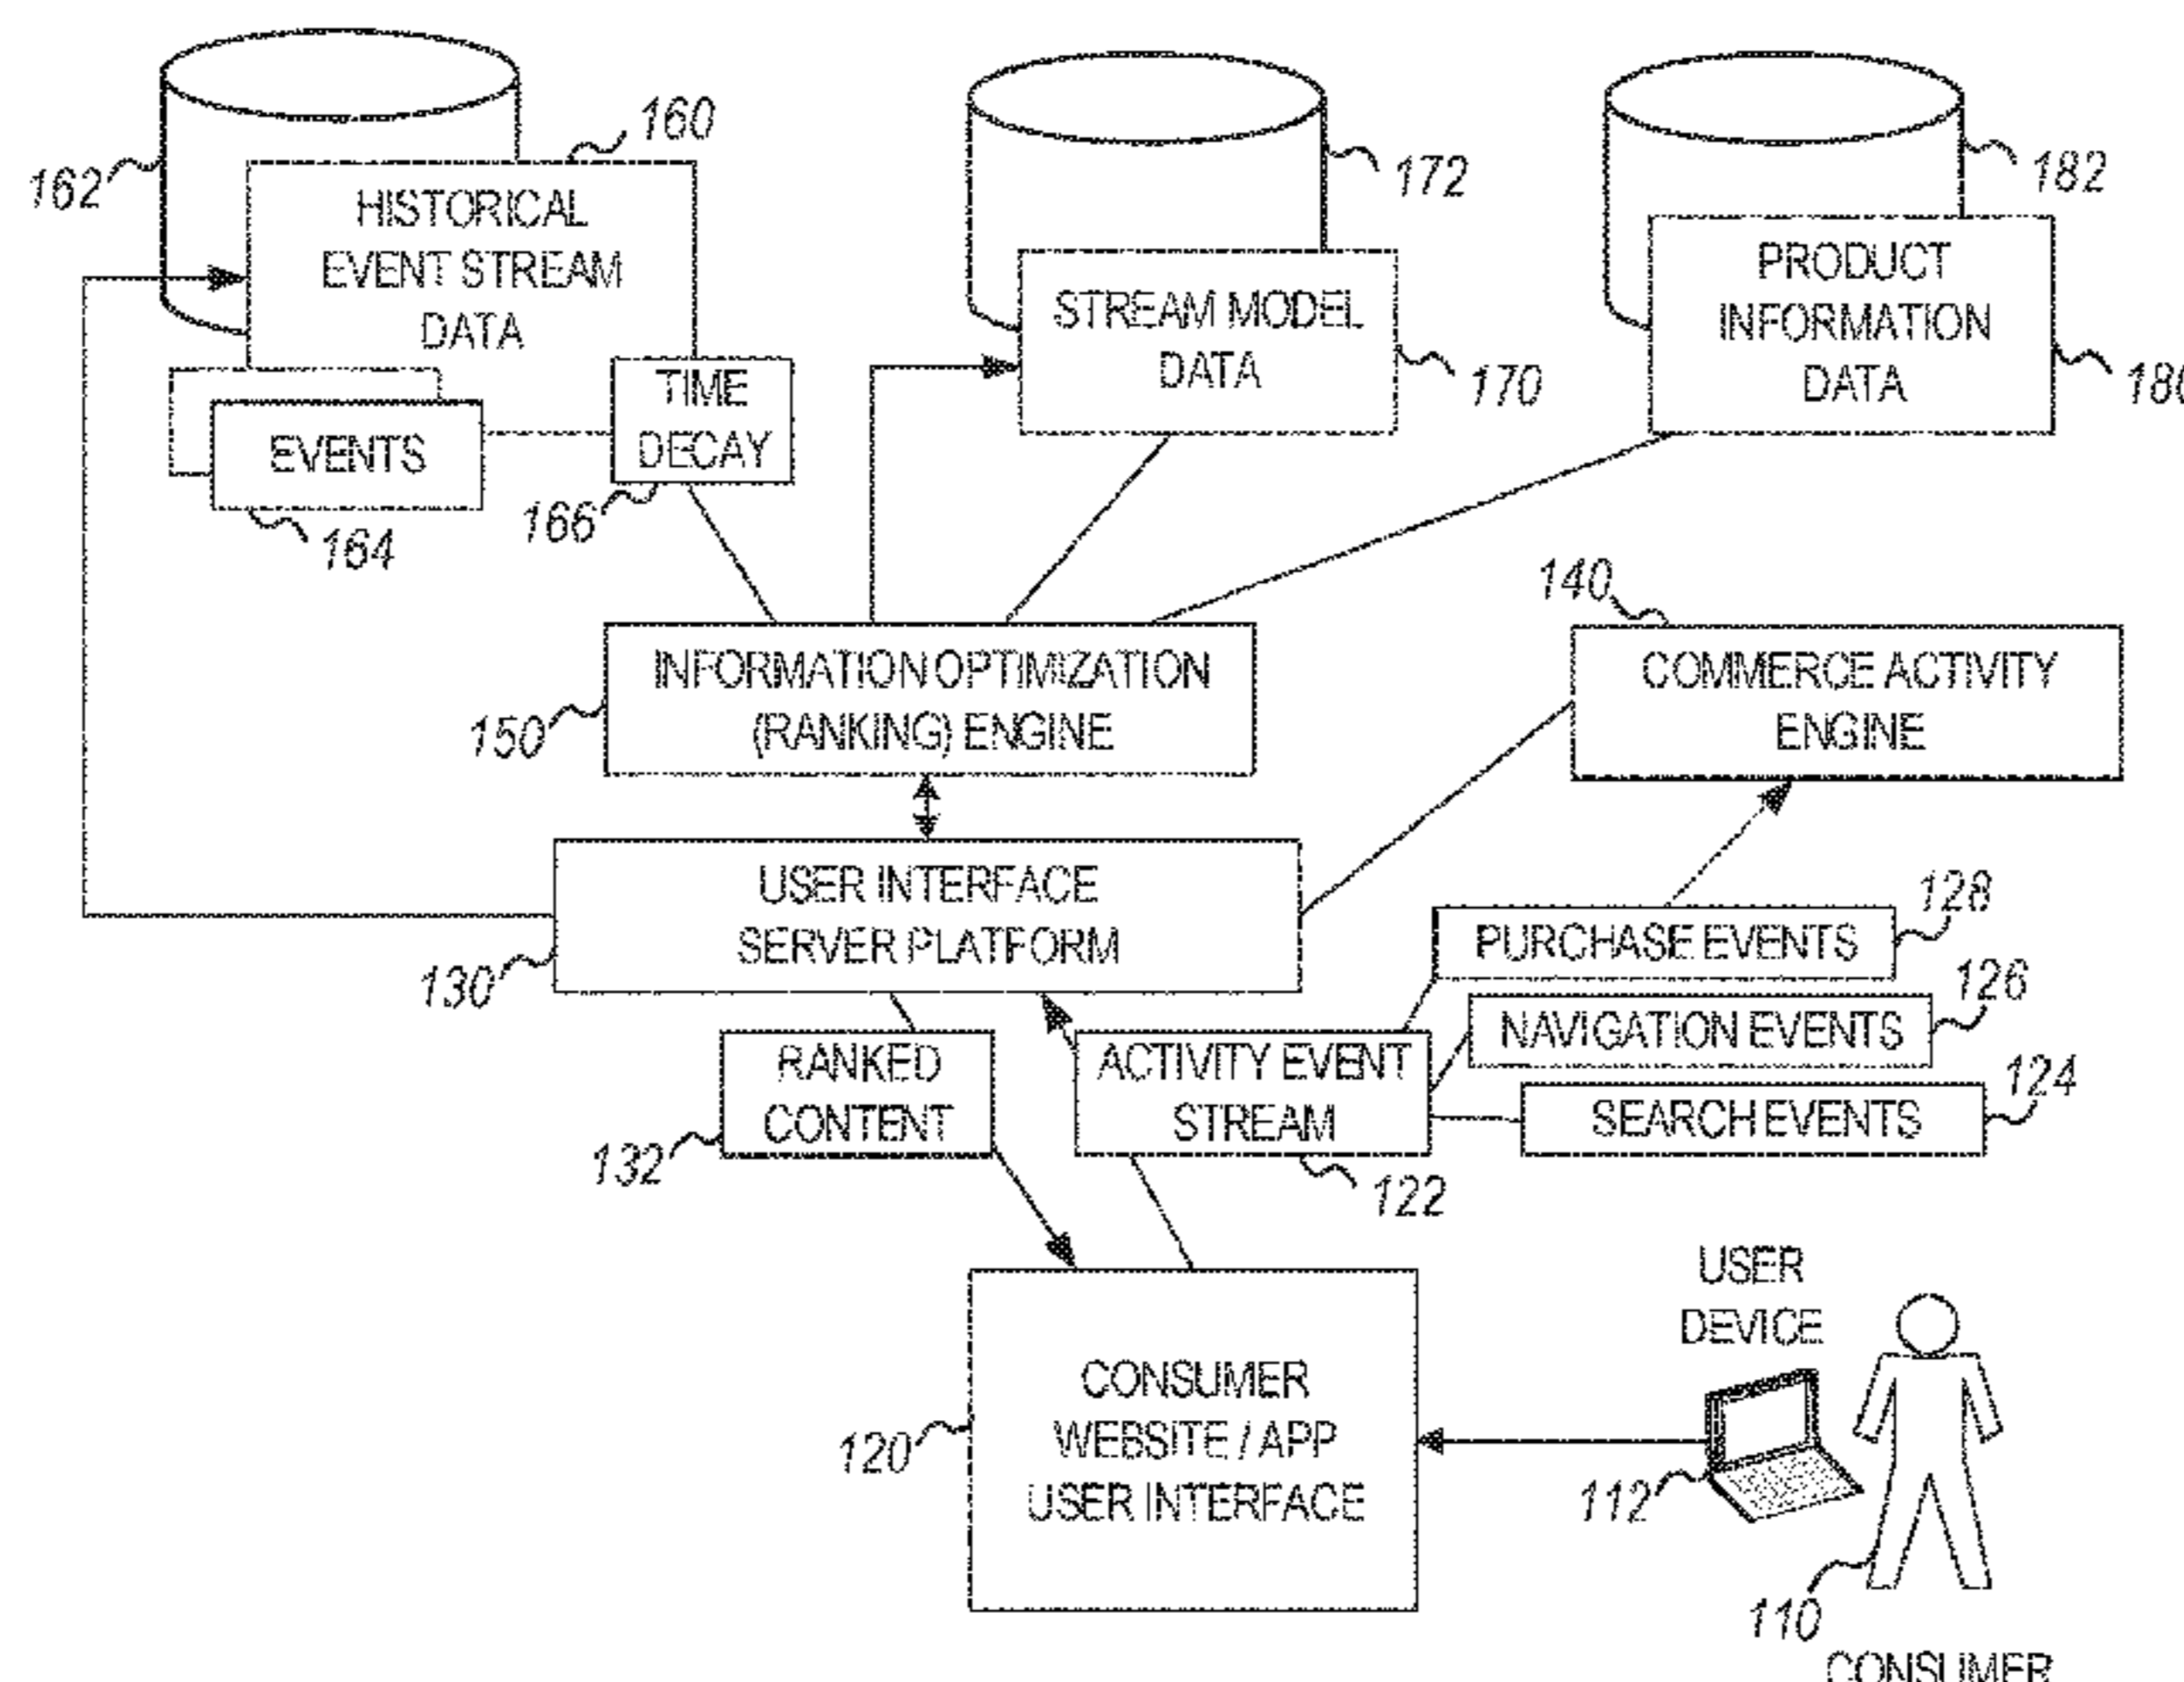 162
160
HISTORICAL
EVENT STREAM
DATA
EVENTS
164
TIME
DECAY
166
172
STREAM MODEL
DATA
170
182
PRODUCT
INFORMATION
DATA
180
INFORMATION OPTIMIZATION
(RANKING) ENGINE
150
140
COMMERCE ACTIVITY
ENGINE
USER INTERFACE
SERVER PLATFORM
130
PURCHASE EVENTS
128
NAVIGATION EVENTS
126
SEARCH EVENTS
124
RANKED
CONTENT
132
ACTIVITY EVENT
STREAM
122
CONSUMER
WEBSITE / APP
USER INTERFACE
120
USER
DEVICE
112
110
CONSUMER